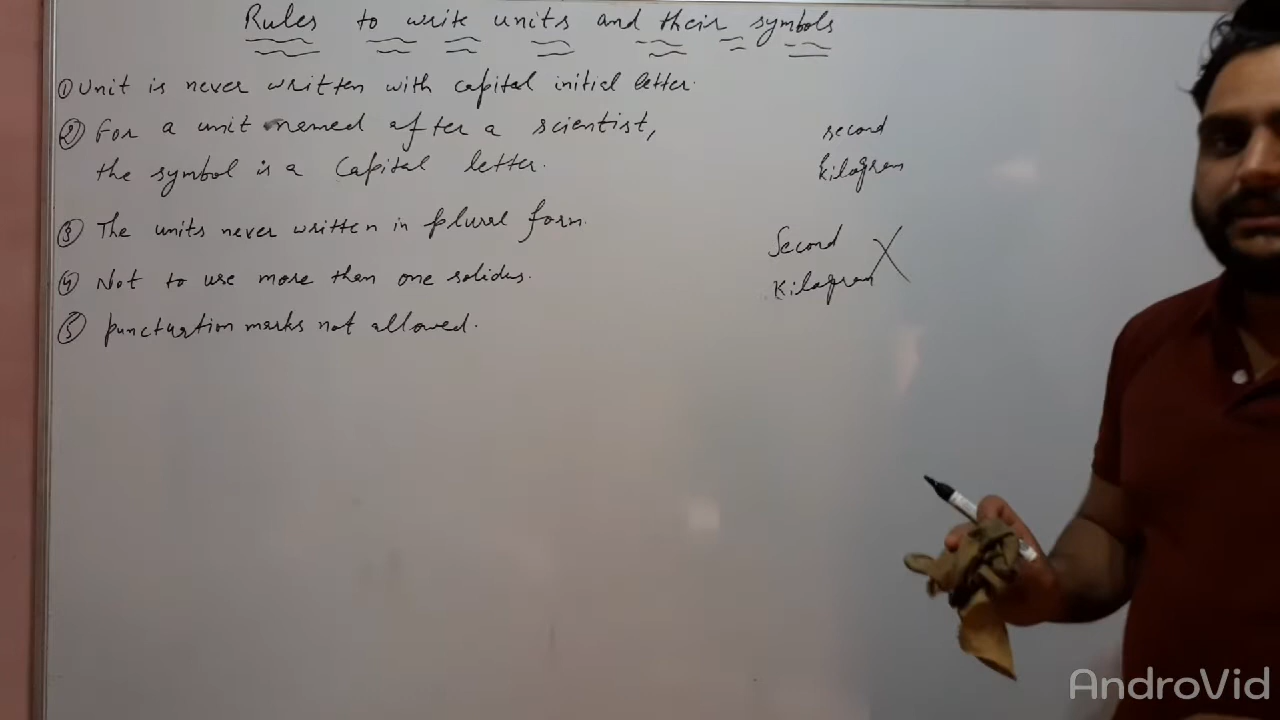 Rules to write units and their symbols
① Unit is never written with capital initial letter.
② For a unit named after a scientist,
the symbol is a Capital letter.
③ The units never written in plural form.
④ Not to use more than one solidus.
⑤ puncturtion marks not allowed.
second
kilogram
Second
Kilogram
AndroVid